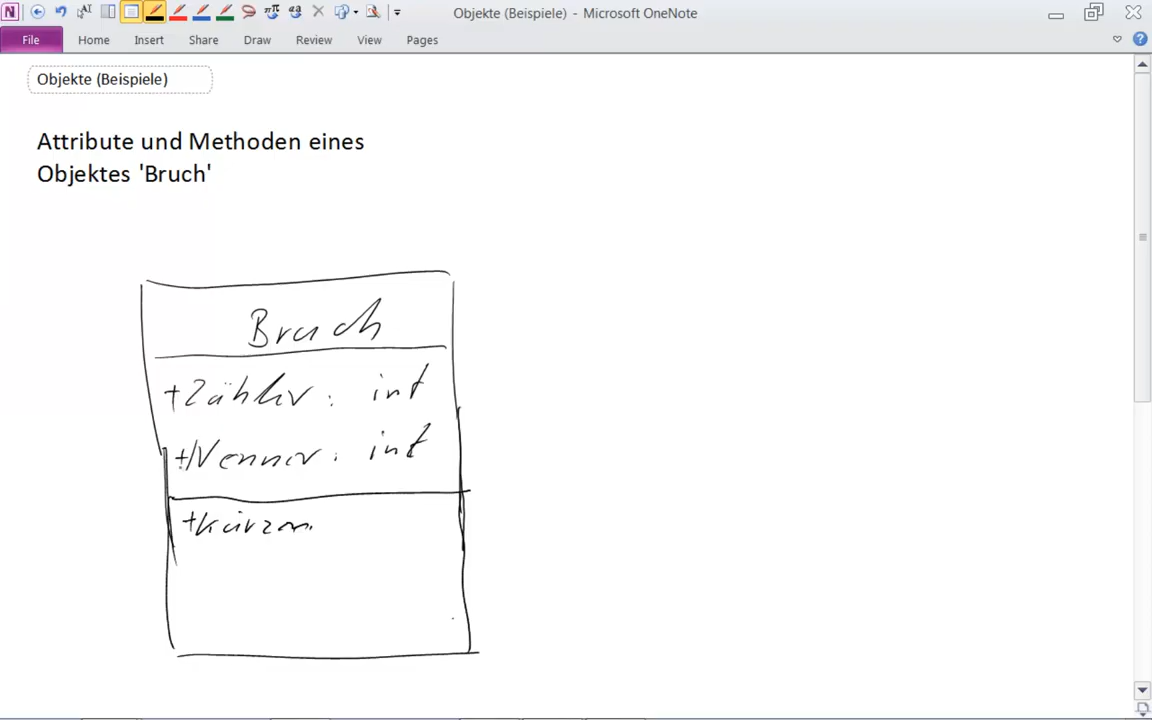 Objekte (Beispiele) - Microsoft OneNote
File Home Insert Share Draw Review View Pages
Objekte (Beispiele)
Attribute und Methoden eines
Objektes 'Bruch'
Bruch
+Zähler: int
+Nenner: int
+kürzen